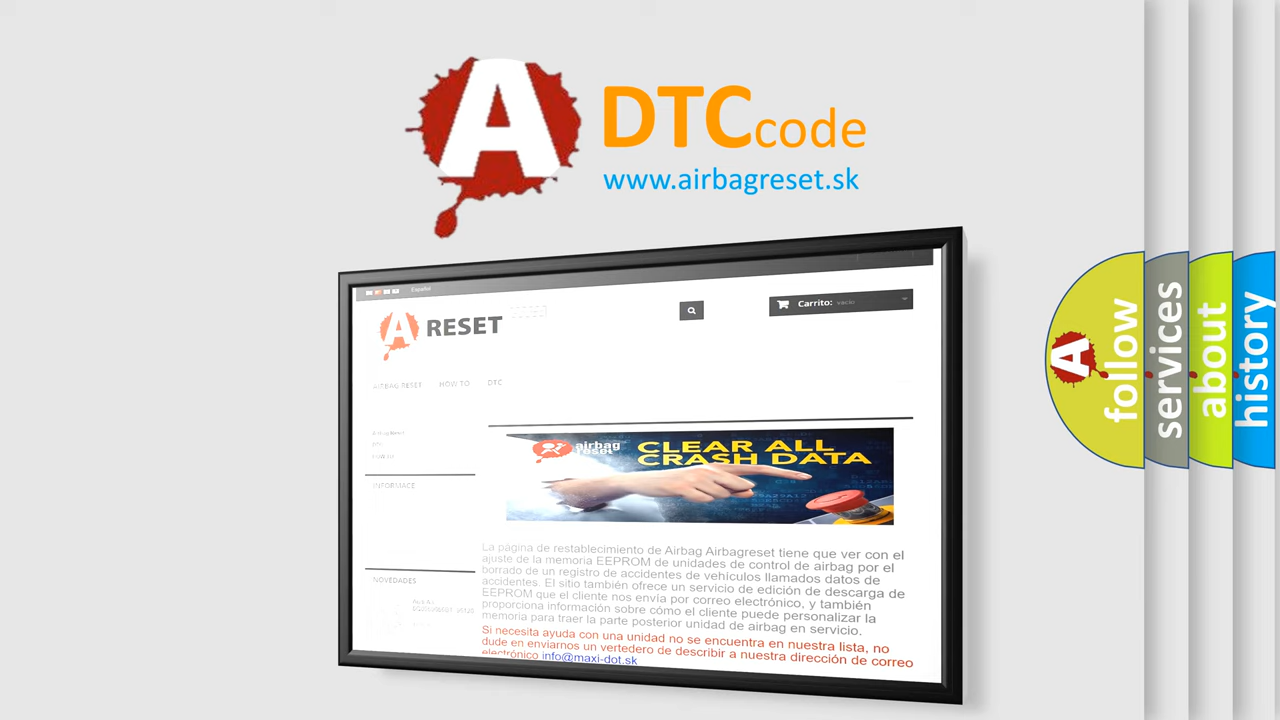 A DTCcode
www.airbagreset.sk
Español
A RESET
Carrito: vacío
AIRBAG RESET HOW TO DTC
airbag reset CLEAR ALL
CRASH DATA
INFORMACE
NOVEDADES
La página de restablecimiento de Airbag Airbagreset tiene que ver con el
ajuste de la memoria EEPROM de unidades de control de airbag por el
borrado de un registro de accidentes de vehículos llamados datos de
accidentes. El sitio también ofrece un servicio de edición de descarga de
EEPROM que el cliente nos envía por correo electrónico, y también
proporciona información sobre cómo el cliente puede personalizar la
memoria para traer la parte posterior unidad de airbag en servicio.
Si necesita ayuda con una unidad no se encuentra en nuestra lista, no
dude en enviarnos un vertedero de describir a nuestra dirección de correo
electrónico info@maxi-dot.sk
A follow
services
about
history